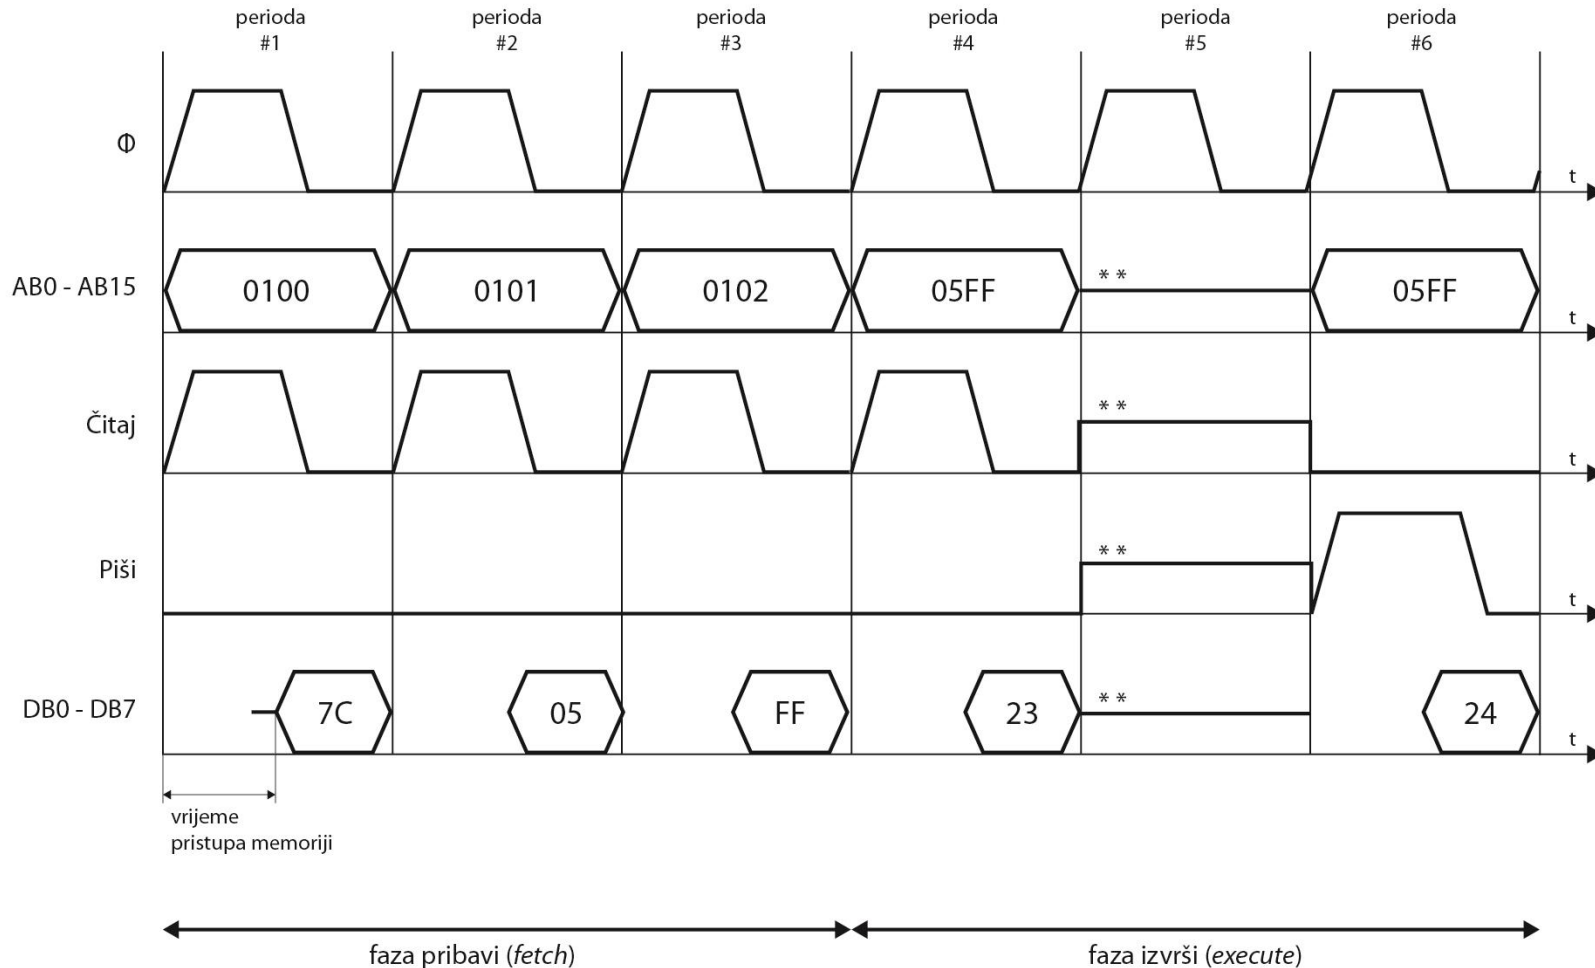 perioda perioda perioda perioda perioda perioda
#1 #2 #3 #4 #5 #6
Φ t
AB0 - AB15 0100 0101 0102 05FF ** 05FF t
Čitaj ** t
Piši ** t
DB0 - DB7 7C 05 FF 23 ** 24 t
vrijeme
pristupa memoriji
faza pribavi (fetch) faza izvrši (execute)